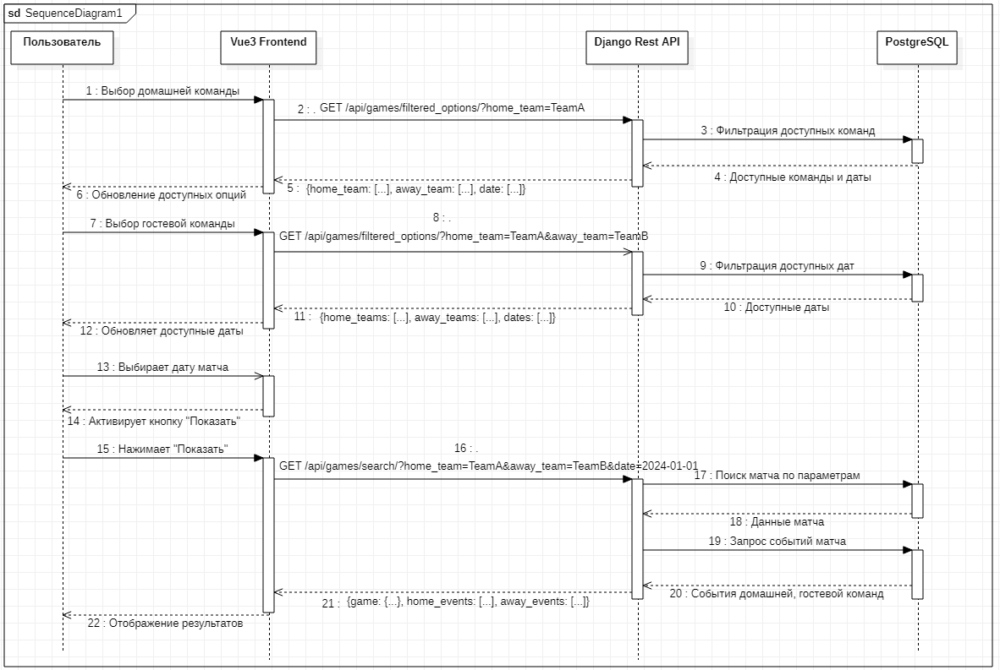 sd SequenceDiagram1
Пользователь
Vue3 Frontend
Django Rest API
PostgreSQL
1 : Выбор домашней команды
2 : . GET /api/games/filtered_options/?home_team=TeamA
3 : Фильтрация доступных команд
4 : Доступные команды и даты
5 : {home_team: [...], away_team: [...], date: [...]}
6 : Обновление доступных опций
7 : Выбор гостевой команды
8 : .
GET /api/games/filtered_options/?home_team=TeamA&away_team=TeamB
9 : Фильтрация доступных дат
10 : Доступные даты
11 : {home_teams: [...], away_teams: [...], dates: [...]}
12 : Обновляет доступные даты
13 : Выбирает дату матча
14 : Активирует кнопку "Показать"
15 : Нажимает "Показать"
16 : .
GET /api/games/search/?home_team=TeamA&away_team=TeamB&date=2024-01-01
17 : Поиск матча по параметрам
18 : Данные матча
19 : Запрос событий матча
20 : События домашней, гостевой команд
21 : {game: {...}, home_events: [...], away_events: [...]}
22 : Отображение результатов